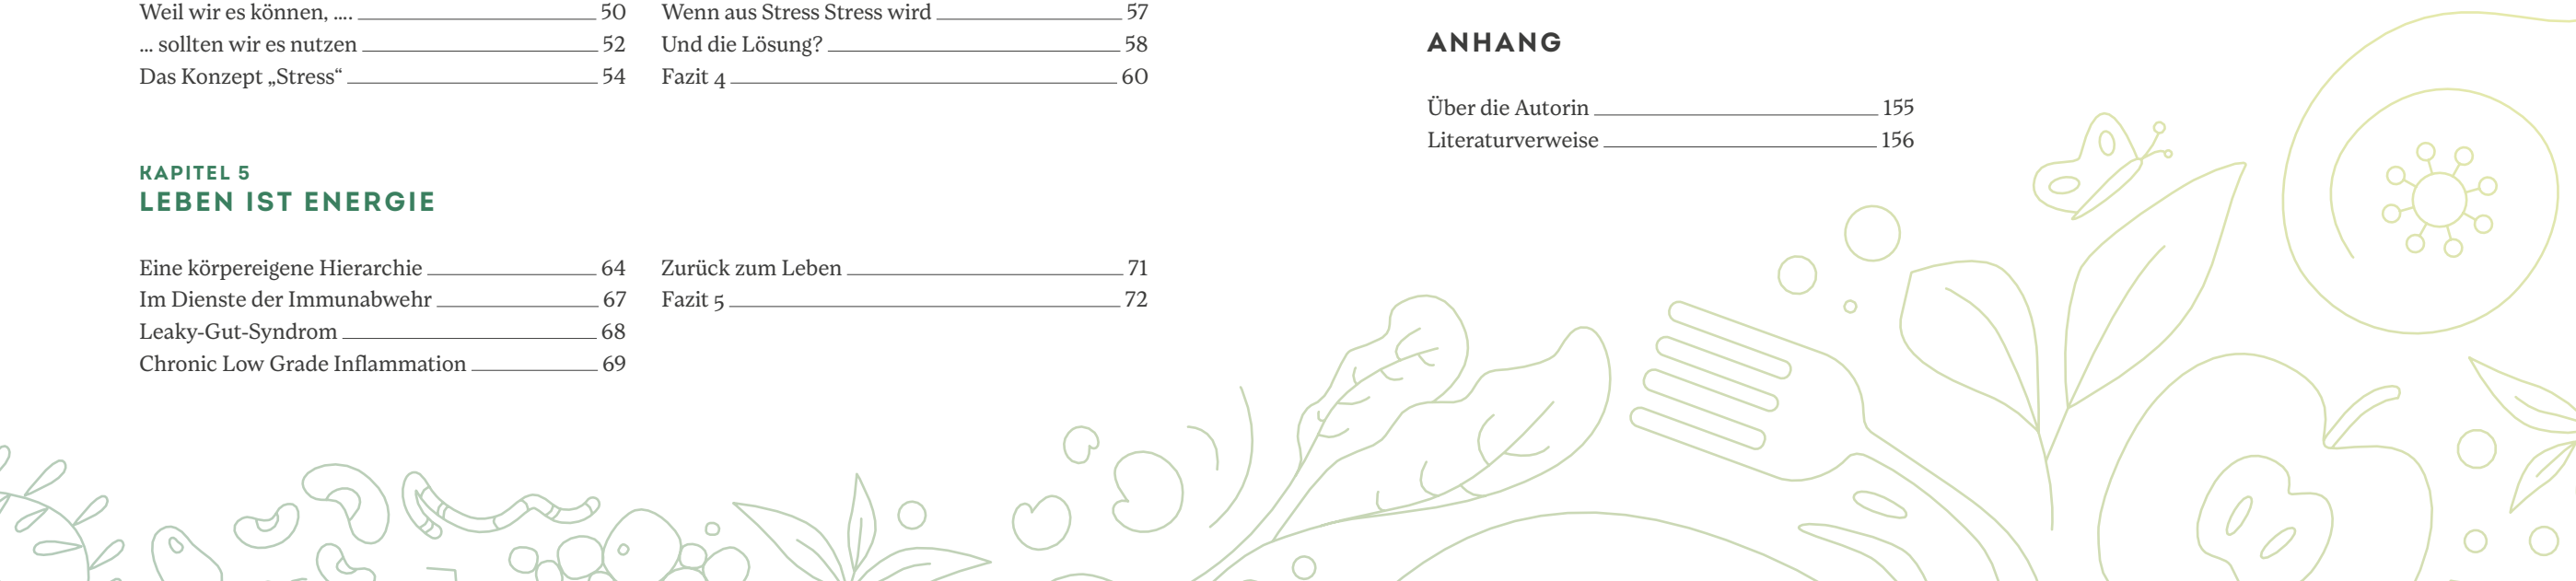 Weil wir es können, .... 50
... sollten wir es nutzen 52
Das Konzept „Stress“ 54
Wenn aus Stress Stress wird 57
Und die Lösung? 58
Fazit 4 60
KAPITEL 5
LEBEN IST ENERGIE
Eine körpereigene Hierarchie 64
Im Dienste der Immunabwehr 67
Leaky-Gut-Syndrom 68
Chronic Low Grade Inflammation 69
Zurück zum Leben 71
Fazit 5 72
ANHANG
Über die Autorin 155
Literaturverweise 156